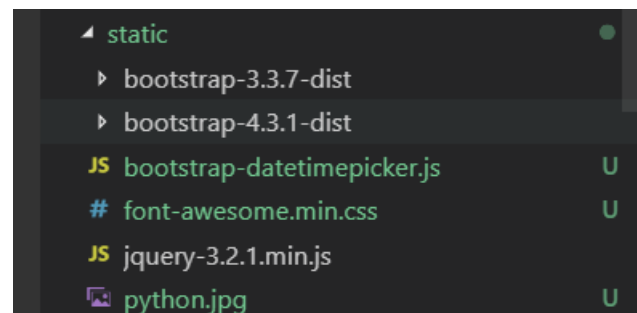 static
bootstrap-3.3.7-dist
bootstrap-4.3.1-dist
JS bootstrap-datetimepicker.js U
# font-awesome.min.css U
JS jquery-3.2.1.min.js
python.jpg U